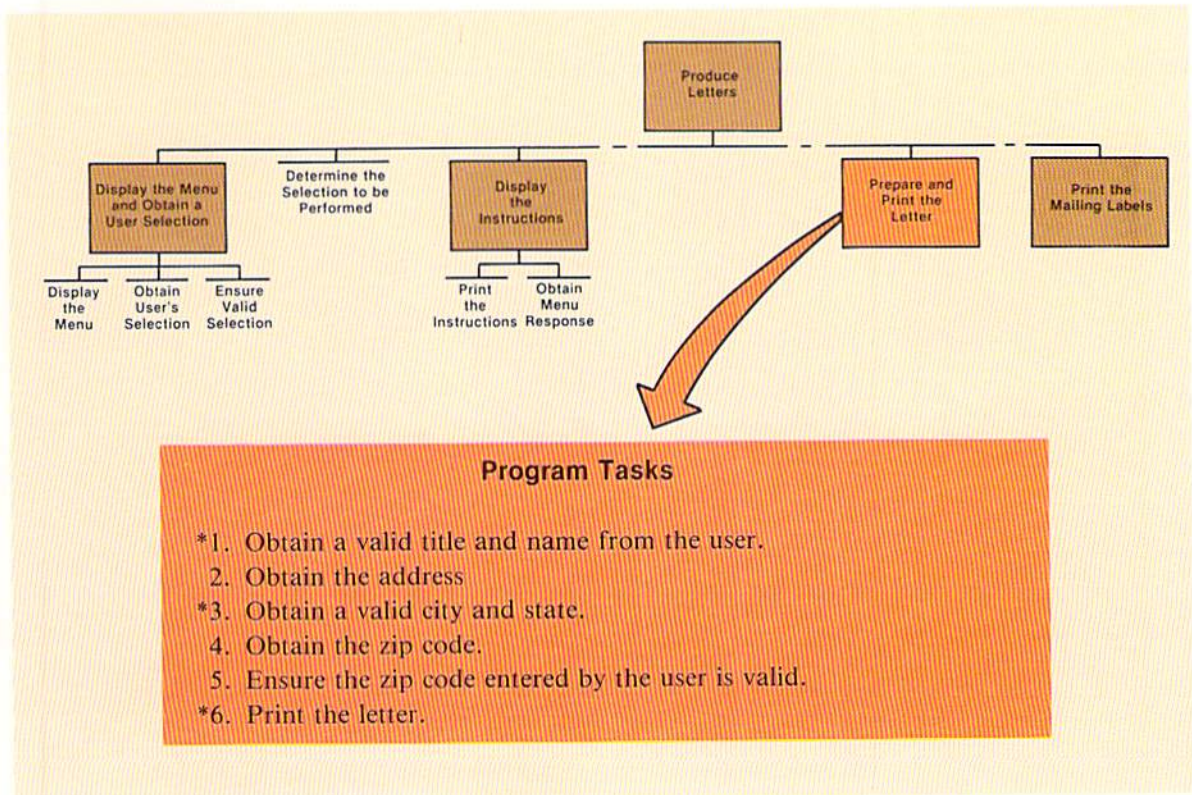 Produce
Letters
Display the Menu
and Obtain a
User Selection
Determine the
Selection to be
Performed
Display
the
Instructions
Prepare and
Print the
Letter
Print the
Mailing Labels
Display
the
Menu
Obtain
User's
Selection
Ensure
Valid
Selection
Print
the
Instructions
Obtain
Menu
Response
Program Tasks
*1. Obtain a valid title and name from the user.
2. Obtain the address
*3. Obtain a valid city and state.
4. Obtain the zip code.
5. Ensure the zip code entered by the user is valid.
*6. Print the letter.